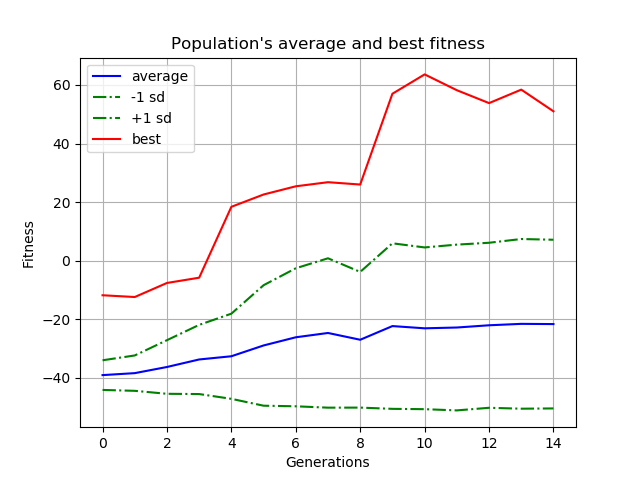 Population's average and best fitness
average
-1 sd
+1 sd
best
Fitness
60
40
20
0
−20
−40
0 2 4 6 8 10 12 14
Generations